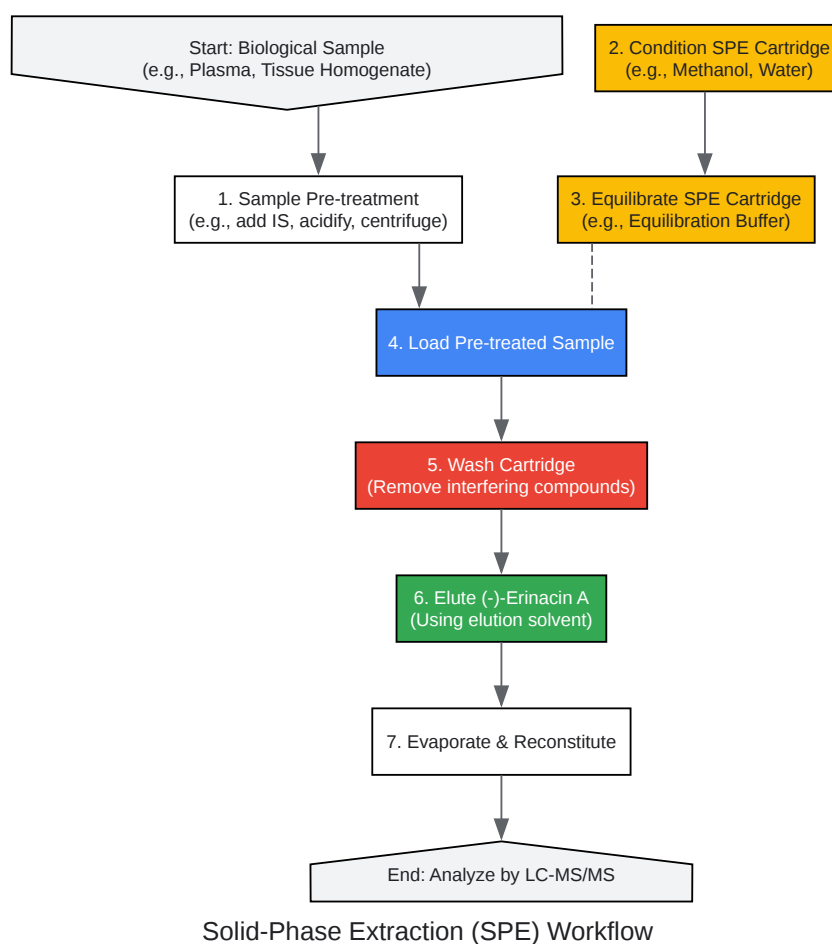 Start: Biological Sample
(e.g., Plasma, Tissue Homogenate)
2. Condition SPE Cartridge
(e.g., Methanol, Water)
1. Sample Pre-treatment
(e.g., add IS, acidify, centrifuge)
3. Equilibrate SPE Cartridge
(e.g., Equilibration Buffer)
4. Load Pre-treated Sample
5. Wash Cartridge
(Remove interfering compounds)
6. Elute (-)-Erinacin A
(Using elution solvent)
7. Evaporate & Reconstitute
End: Analyze by LC-MS/MS
Solid-Phase Extraction (SPE) Workflow